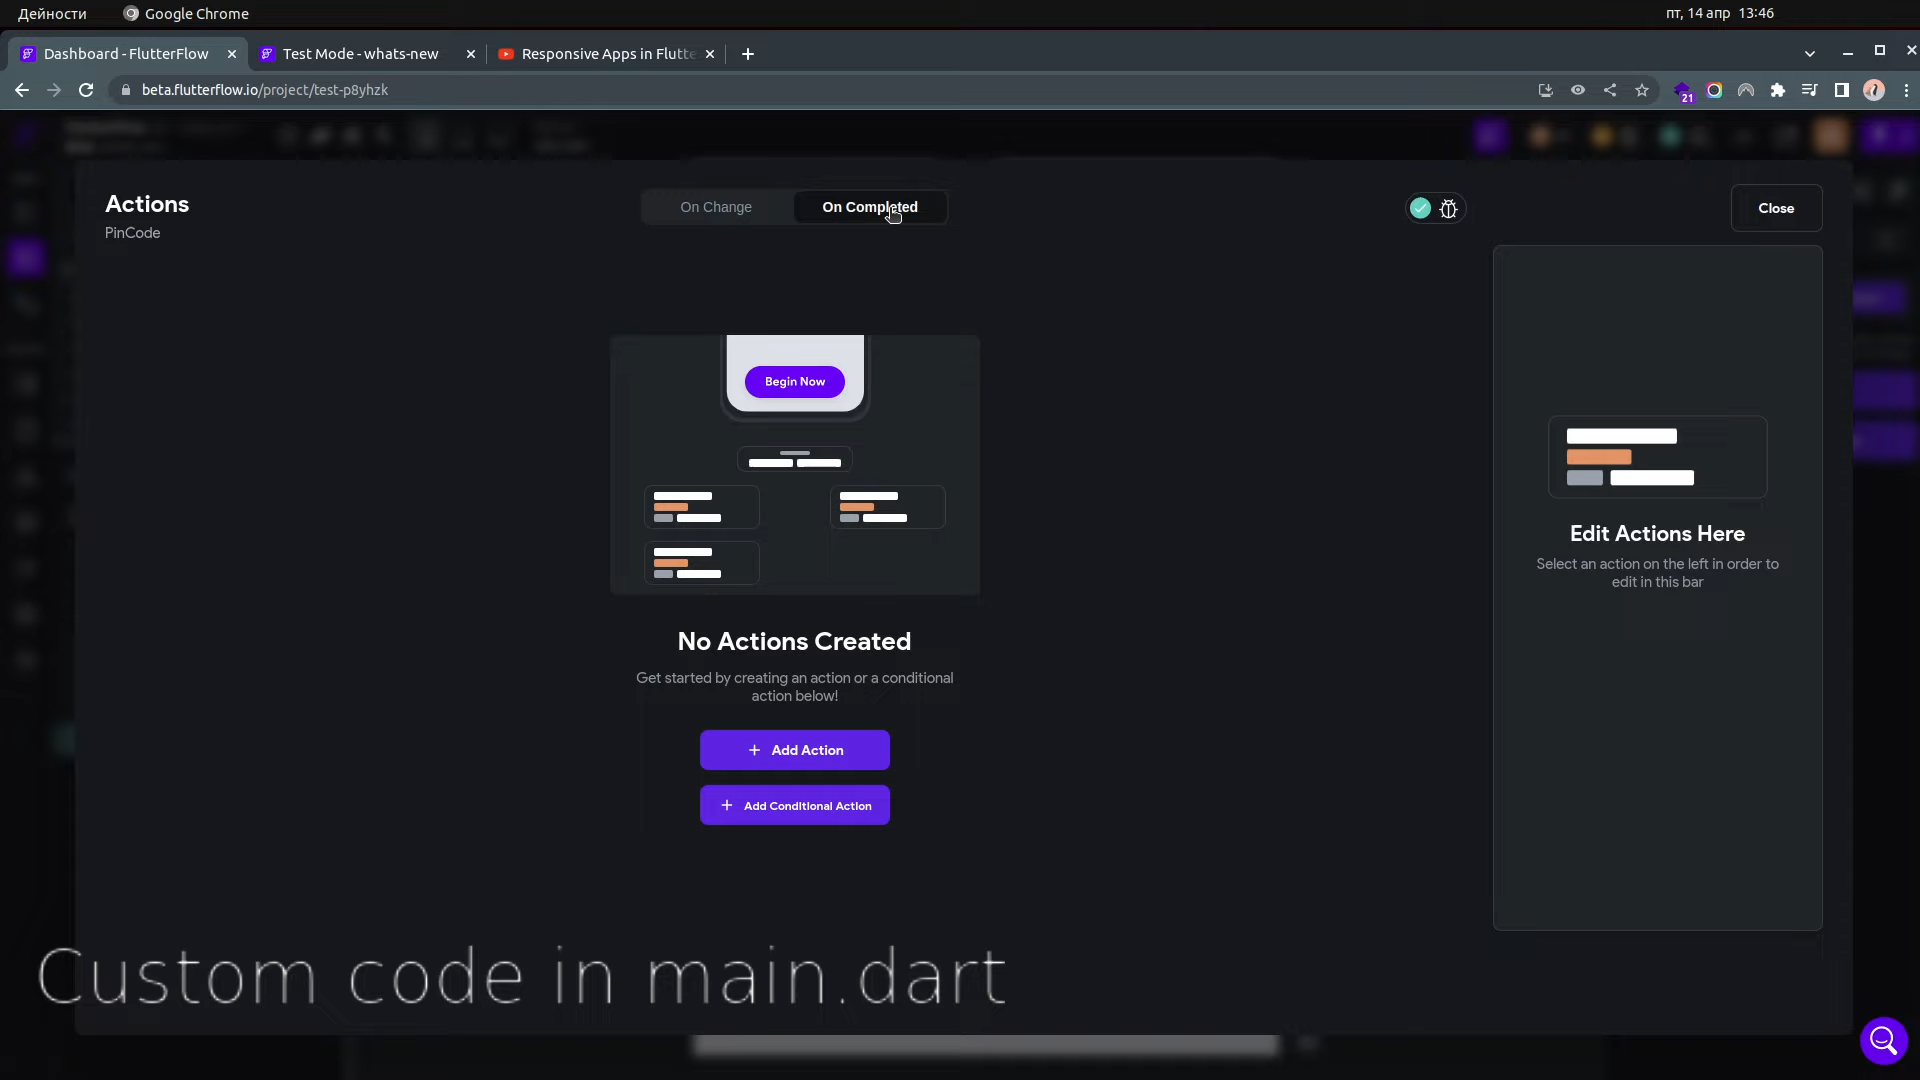 Дейности
Google Chrome
пт, 14 апр 13:46
Dashboard - FlutterFlow
Test Mode - whats-new
Responsive Apps in Flutte
beta.flutterflow.io/project/test-p8yhzk
21
Actions
PinCode
On Change
On Completed
Close
Begin Now
No Actions Created
Get started by creating an action or a conditional
action below!
+ Add Action
+ Add Conditional Action
Edit Actions Here
Select an action on the left in order to
edit in this bar
Custom code in main.dart